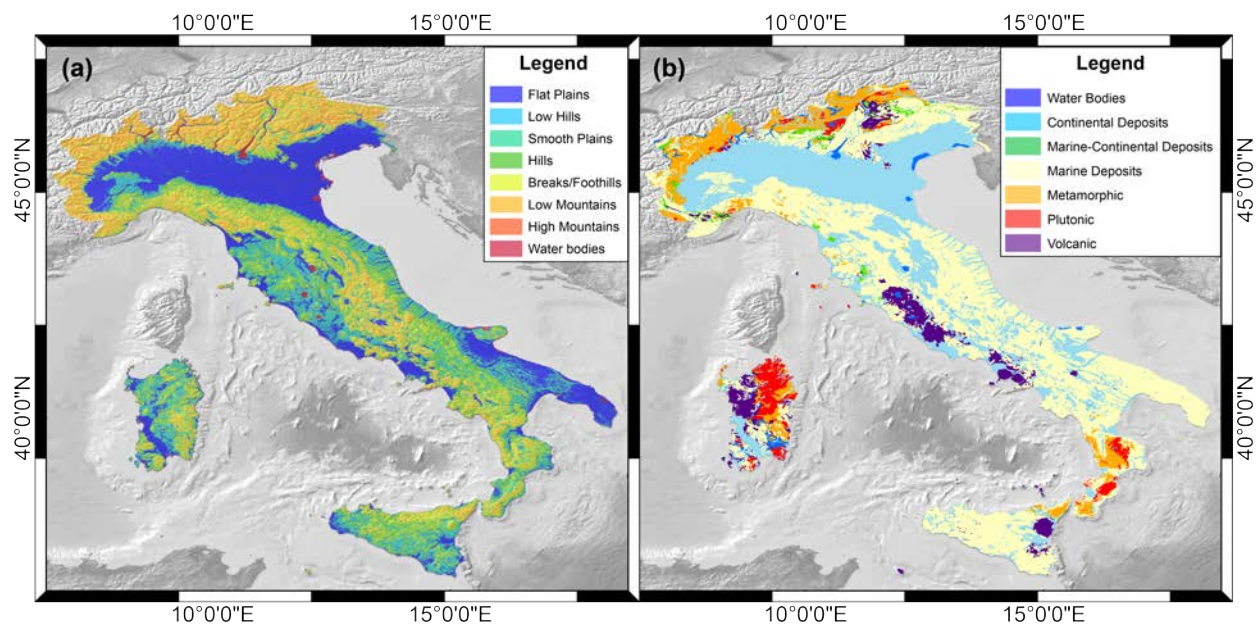 10°0'0"E 15°0'0"E 10°0'0"E 15°0'0"E
(a)
Legend
Flat Plains
Low Hills
Smooth Plains
Hills
Breaks/Foothills
Low Mountains
High Mountains
Water bodies
(b)
Legend
Water Bodies
Continental Deposits
Marine-Continental Deposits
Marine Deposits
Metamorphic
Plutonic
Volcanic
45°0'0"N
40°0'0"N
45°0'0"N
40°0'0"N
10°0'0"E 15°0'0"E 10°0'0"E 15°0'0"E